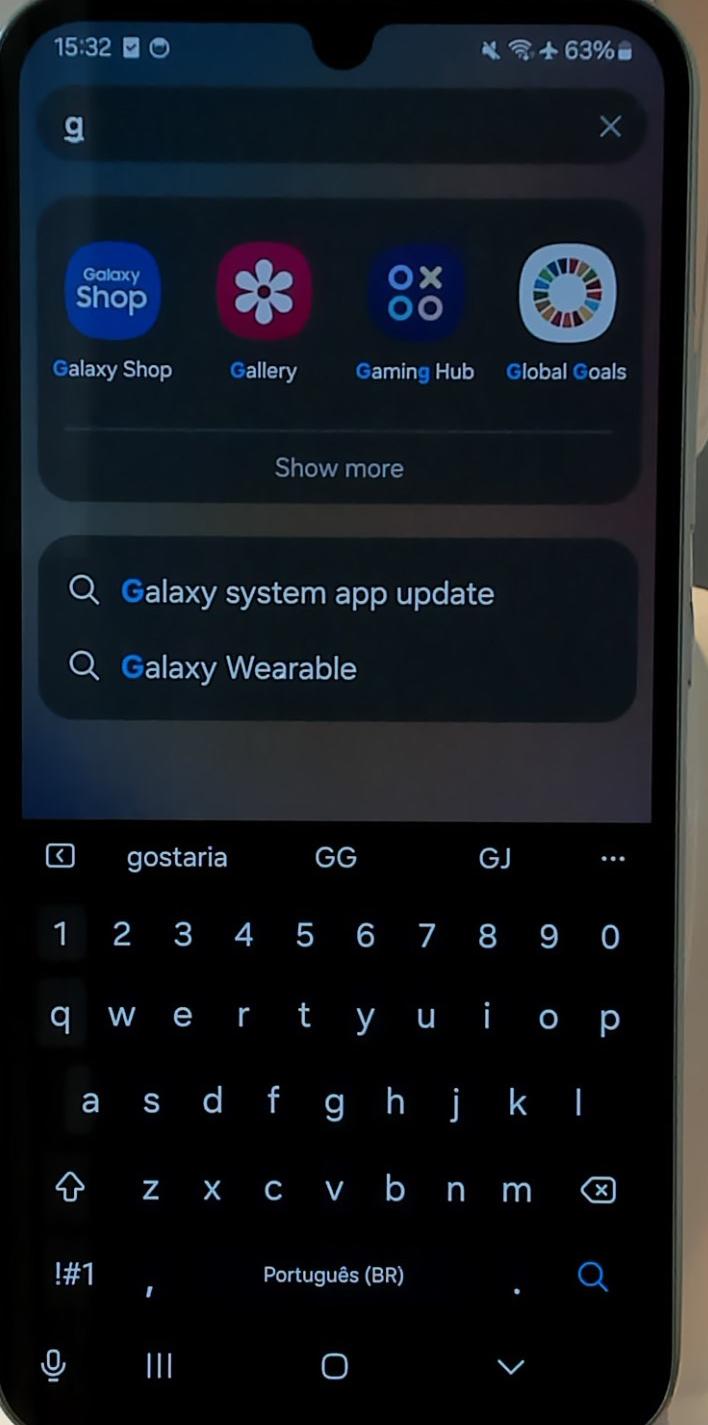 15:32 63%
g
Galaxy Shop
Galaxy Shop Gallery Gaming Hub Global Goals
Show more
Galaxy system app update
Galaxy Wearable
gostaria GG GJ ...
1 2 3 4 5 6 7 8 9 0
q w e r t y u i o p
a s d f g h j k l
z x c v b n m
!#1 , Português (BR) .